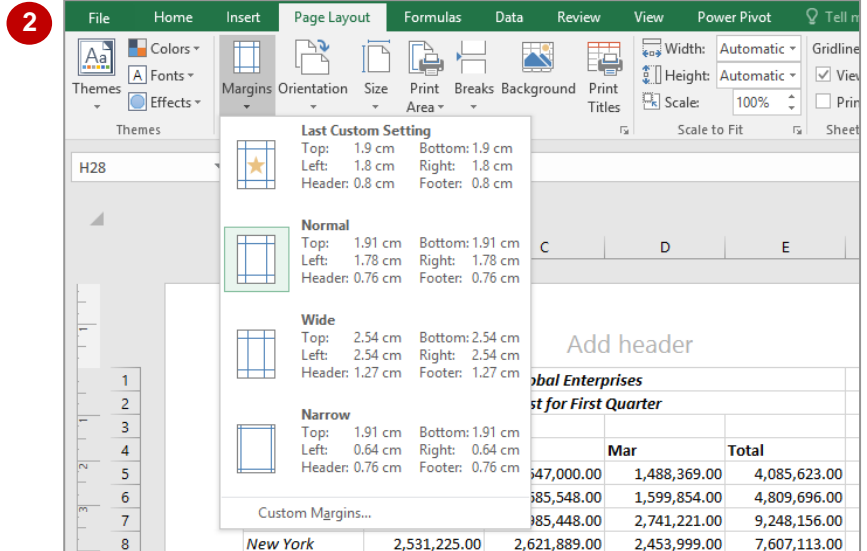 2
File Home Insert Page Layout Formulas Data Review View Power Pivot Tell
Colors
Fonts
Effects
Themes
Margins Orientation Size Print Area Breaks Background Print Titles
Width: Automatic
Height: Automatic
Scale: 100%
Gridline
Themes
Scale to Fit
Sheet
H28
Last Custom Setting
Top: 1.9 cm Bottom: 1.9 cm
Left: 1.8 cm Right: 1.8 cm
Header: 0.8 cm Footer: 0.8 cm
Normal
Top: 1.91 cm Bottom: 1.91 cm
Left: 1.78 cm Right: 1.78 cm
Header: 0.76 cm Footer: 0.76 cm
Wide
Top: 2.54 cm Bottom: 2.54 cm
Left: 2.54 cm Right: 2.54 cm
Header: 1.27 cm Footer: 1.27 cm
Narrow
Top: 1.91 cm Bottom: 1.91 cm
Left: 0.64 cm Right: 0.64 cm
Header: 0.76 cm Footer: 0.76 cm
Custom Margins...
C D E
1 1 2 3
Add header
1 obal Enterprises
2 st for First Quarter
3
4 Mar Total
5 547,000.00 1,488,369.00 4,085,623.00
6 585,548.00 1,599,854.00 4,809,696.00
7 985,448.00 2,741,221.00 9,248,156.00
8 New York 2,531,225.00 2,621,889.00 2,453,999.00 7,607,113.00